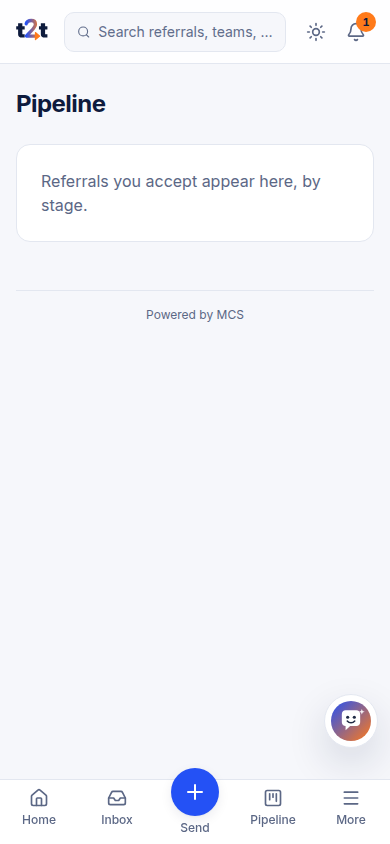 t2t
Search referrals, teams, ...
1
Pipeline
Referrals you accept appear here, by
stage.
Powered by MCS
Home
Inbox
Send
Pipeline
More